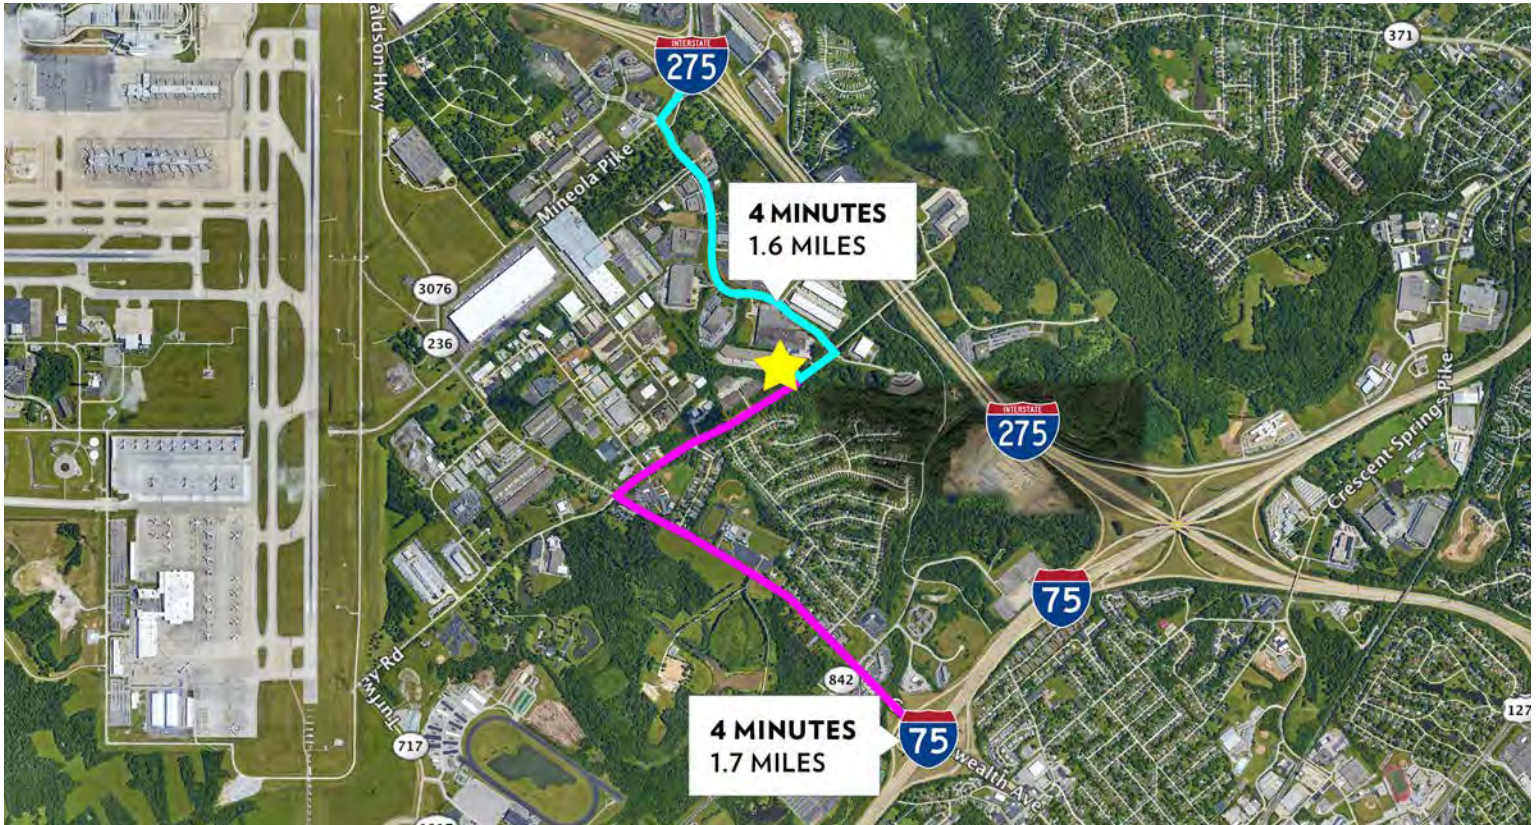 aldson Hwy
INTERSTATE
275
371
Mineola Pike
4 MINUTES
1.6 MILES
3076
236
INTERSTATE
275
Crescent Springs Pike
75
842
Turfway Rd
717
4 MINUTES
1.7 MILES
75
wealth Ave
127